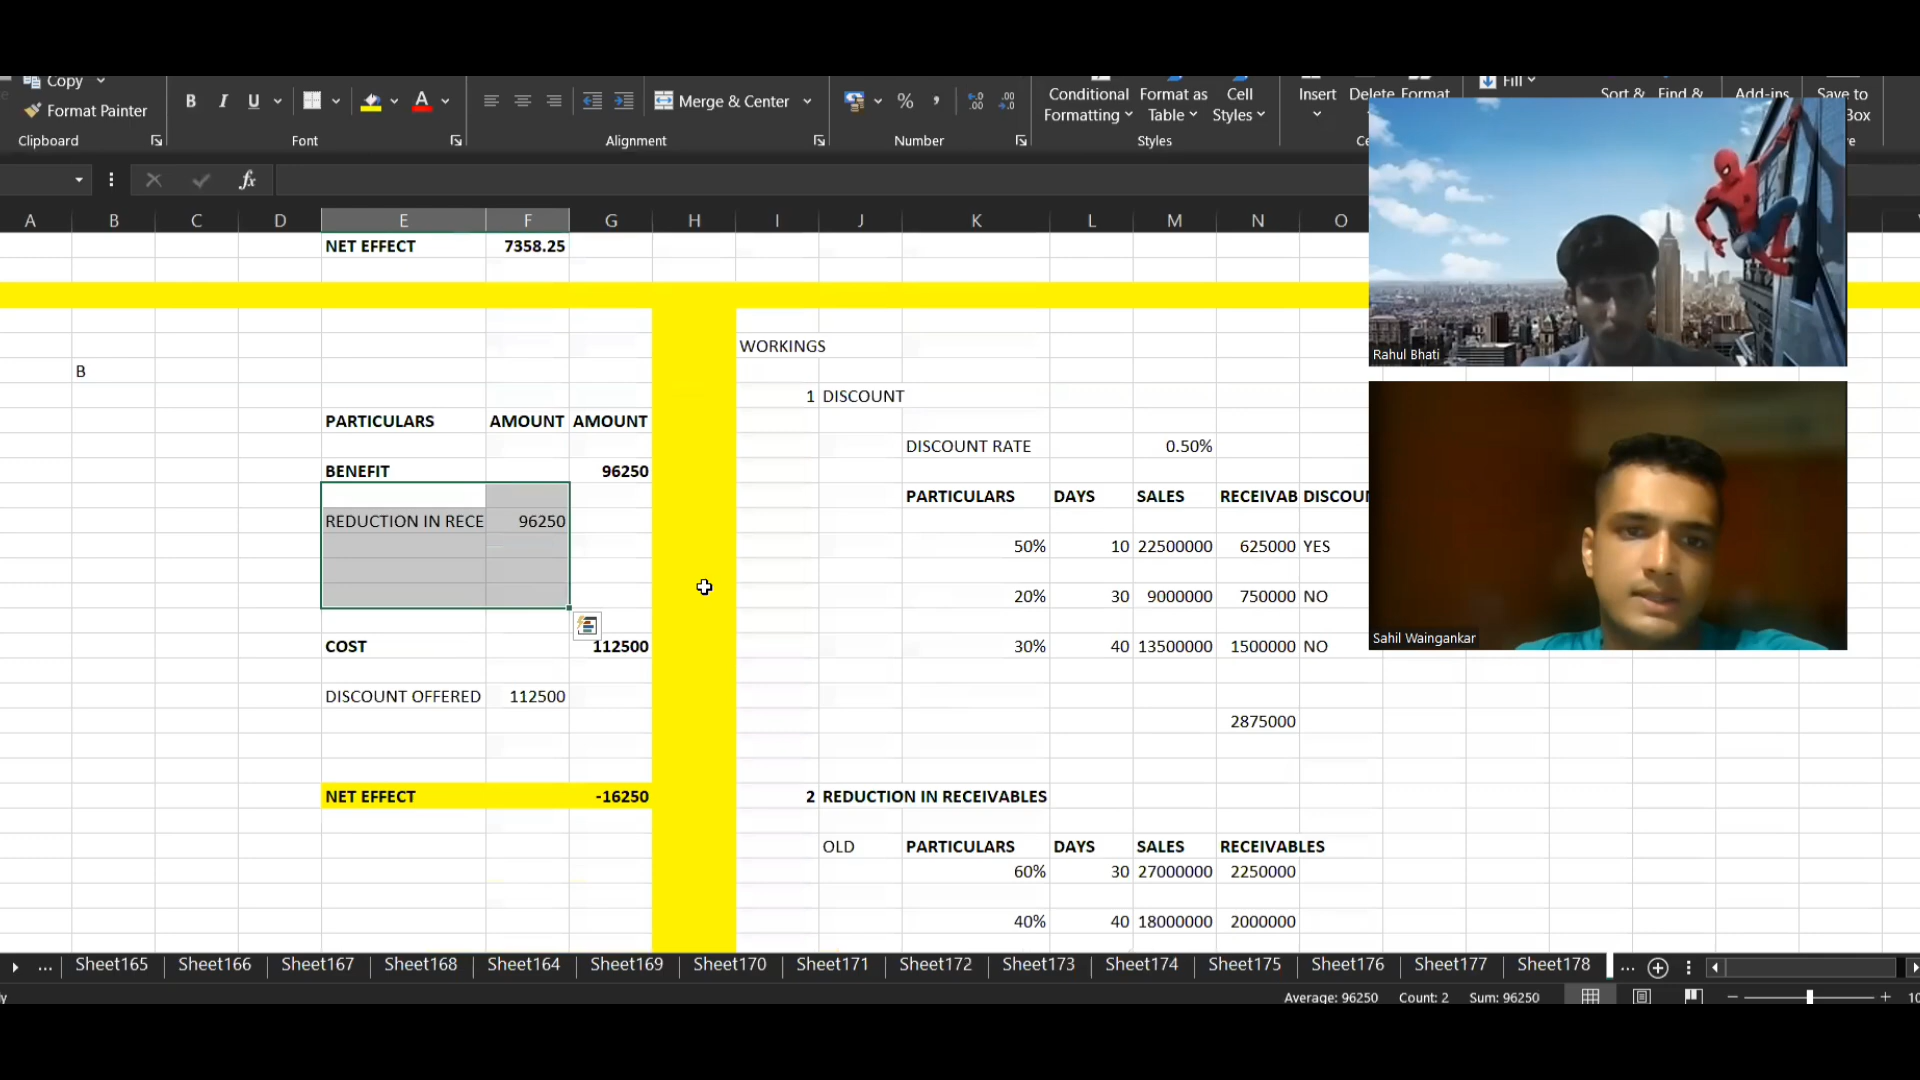 Copy
Format Painter
B I U
A
Merge & Center
%
Conditional Formatting
Format as Table
Cell Styles
Insert
Delete
Format
Fill
Sort &
Find &
Add-ins
Save to
Box
Clipboard
Font
Alignment
Number
Styles
fx
A B C D E F G H I J K L M N O
NET EFFECT 7358.25
WORKINGS
B
1 DISCOUNT
PARTICULARS AMOUNT AMOUNT
DISCOUNT RATE 0.50%
BENEFIT 96250
PARTICULARS DAYS SALES RECEIVAB DISCOU
REDUCTION IN RECE 96250
50% 10 22500000 625000 YES
20% 30 9000000 750000 NO
COST 112500
30% 40 13500000 1500000 NO
DISCOUNT OFFERED 112500
2875000
NET EFFECT -16250
2 REDUCTION IN RECEIVABLES
OLD PARTICULARS DAYS SALES RECEIVABLES
60% 30 27000000 2250000
40% 40 18000000 2000000
Rahul Bhati
Sahil Waingankar
... Sheet165 Sheet166 Sheet167 Sheet168 Sheet164 Sheet169 Sheet170 Sheet171 Sheet172 Sheet173 Sheet174 Sheet175 Sheet176 Sheet177 Sheet178 ...
Average: 96250 Count: 2 Sum: 96250